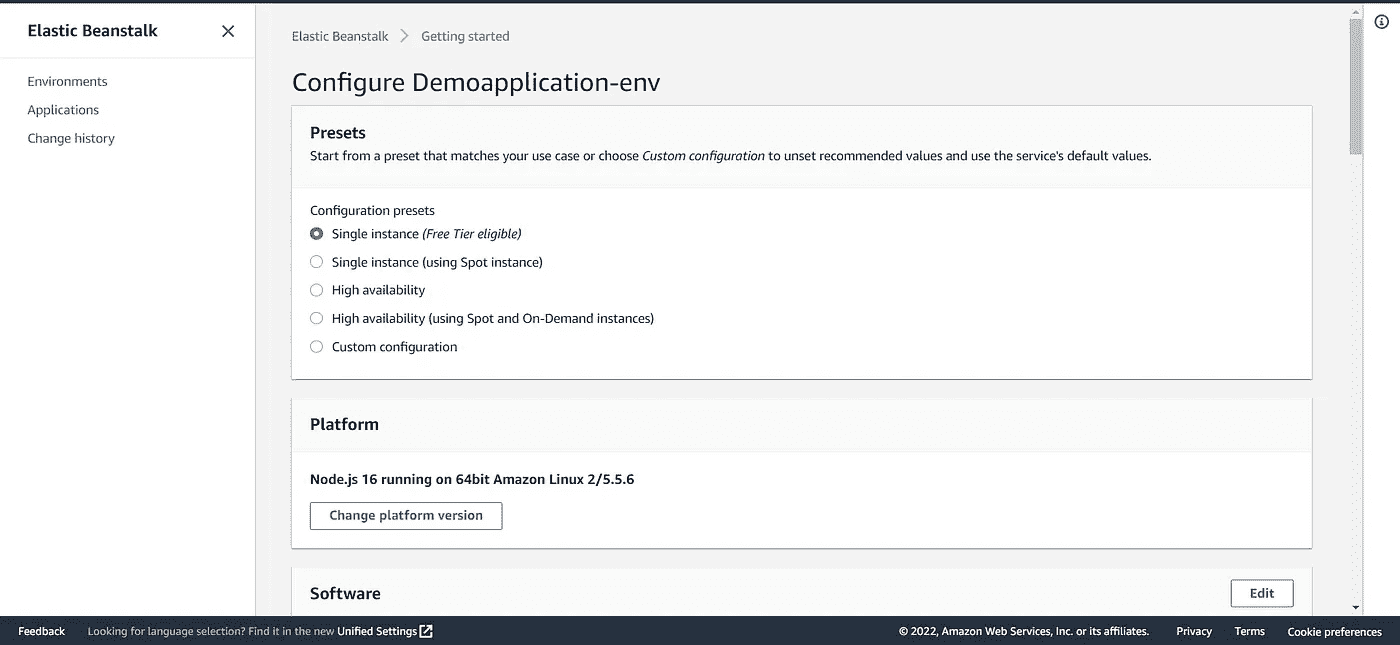 Elastic Beanstalk
Environments
Applications
Change history
Elastic Beanstalk
Getting started
Configure Demoapplication-env
Presets
Start from a preset that matches your use case or choose Custom configuration to unset recommended values and use the service's default values.
Configuration presets
Single instance (Free Tier eligible)
Single instance (using Spot instance)
High availability
High availability (using Spot and On-Demand instances)
Custom configuration
Platform
Node.js 16 running on 64bit Amazon Linux 2/5.5.6
Change platform version
Software
Edit
Feedback
Looking for language selection? Find it in the new Unified Settings
© 2022, Amazon Web Services, Inc. or its affiliates.
Privacy
Terms
Cookie preferences